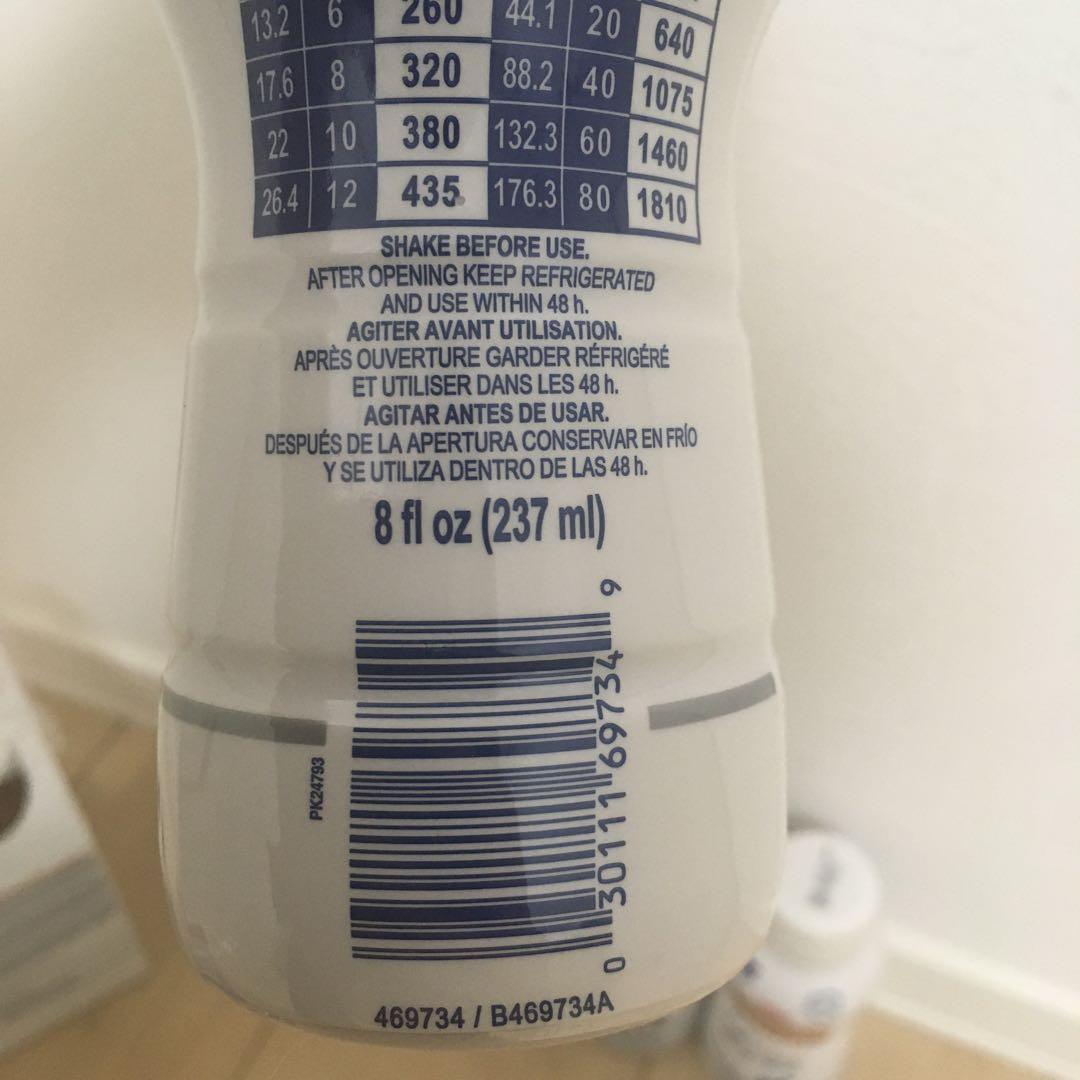 13.2 6 260 44.1 20 640
17.6 8 320 88.2 40 1075
22 10 380 132.3 60 1460
26.4 12 435 176.3 80 1810
SHAKE BEFORE USE.
AFTER OPENING KEEP REFRIGERATED
AND USE WITHIN 48 h.
AGITER AVANT UTILISATION.
APRÈS OUVERTURE GARDER RÉFRIGÉRÉ
ET UTILISER DANS LES 48 h.
AGITAR ANTES DE USAR.
DESPUÉS DE LA APERTURA CONSERVAR EN FRÍO
Y SE UTILIZA DENTRO DE LAS 48 h.
8 fl oz (237 ml)
PK24793
0 30111 69734 9
469734 / B469734A